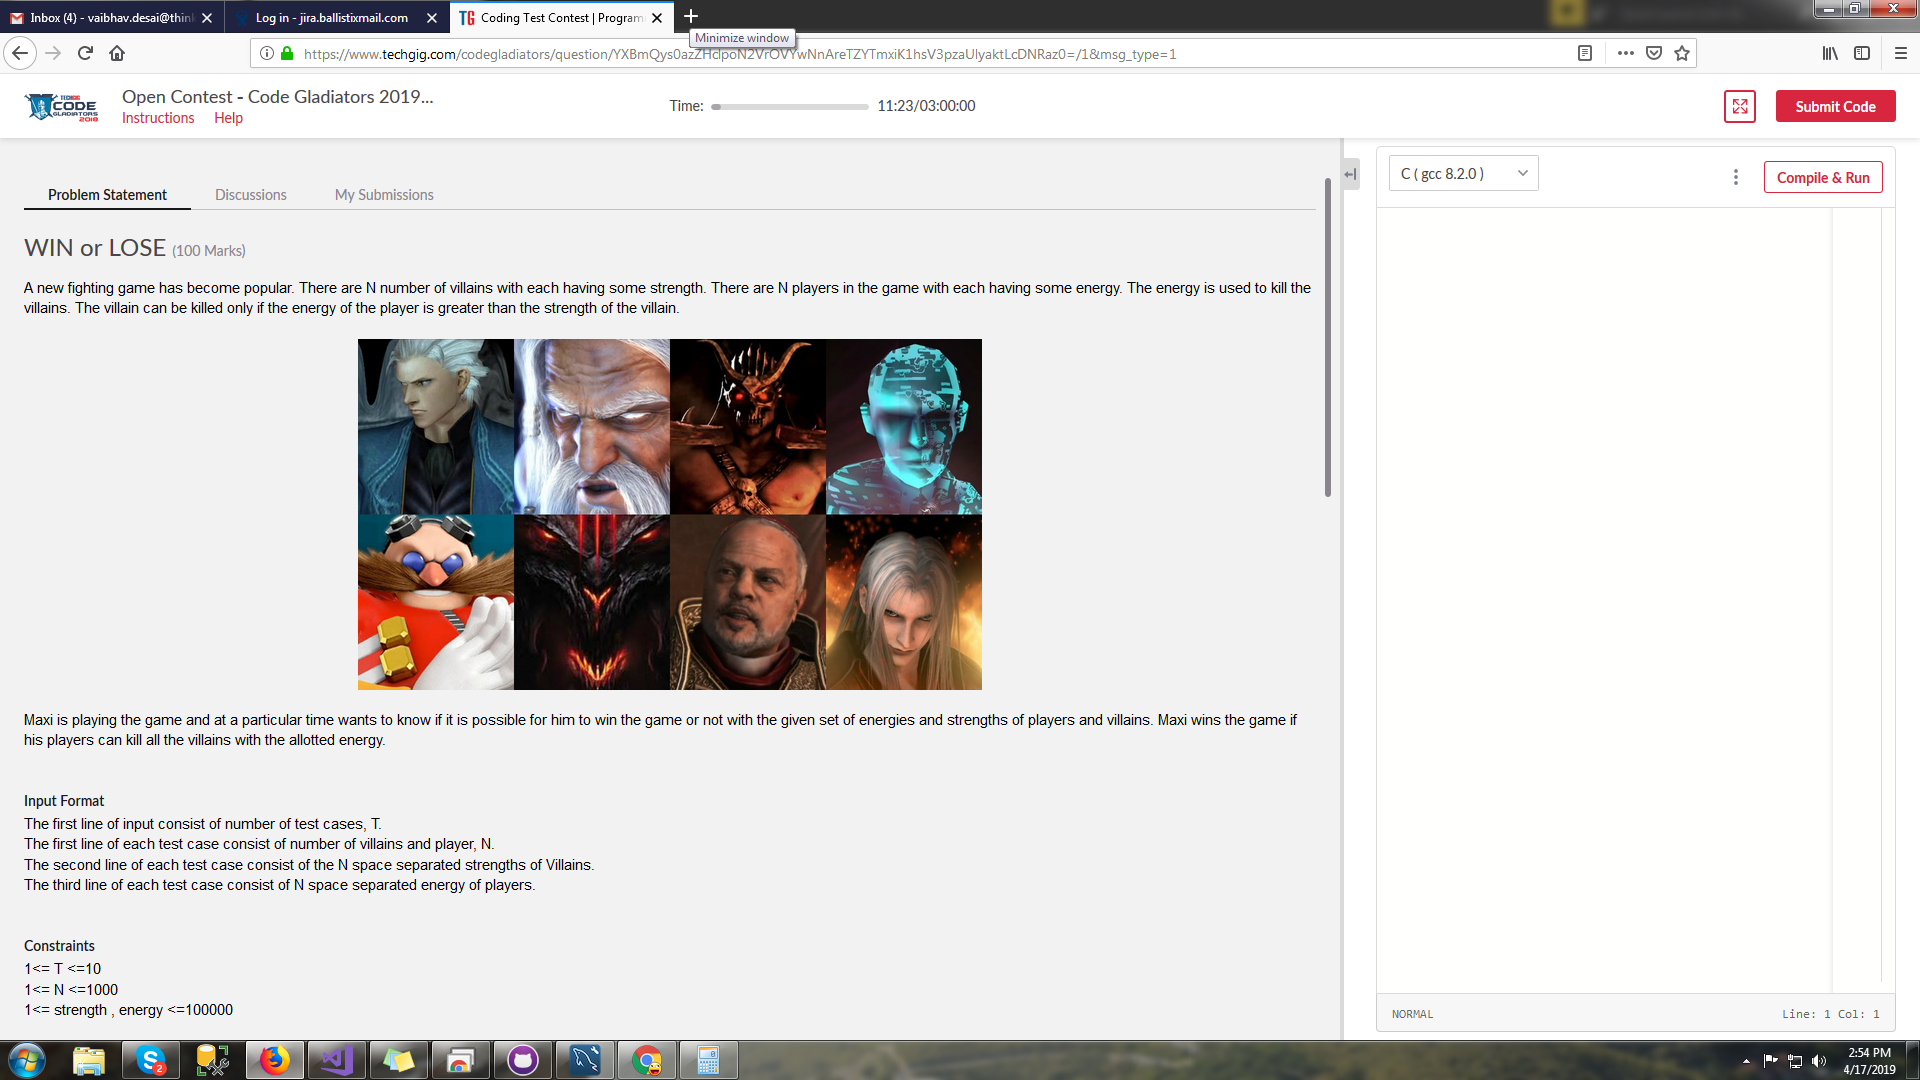 Inbox (4) - vaibhav.desai@think
Log in - jira.ballistixmail.com
TG Coding Test Contest | Program
Minimize window
https://www.techgig.com/codegladiators/question/
Open Contest - Code Gladiators 2019...
Instructions Help
Time: 11:23/03:00:00
Submit Code
TECHGIG
CODE
GLADIATORS
2018
Problem Statement Discussions My Submissions
C ( gcc 8.2.0 )
Compile & Run
WIN or LOSE (100 Marks)
A new fighting game has become popular. There are N number of villains with each having some strength. There are N players in the game with each having some energy. The energy is used to kill the
villains. The villain can be killed only if the energy of the player is greater than the strength of the villain.
Maxi is playing the game and at a particular time wants to know if it is possible for him to win the game or not with the given set of energies and strengths of players and villains. Maxi wins the game if
his players can kill all the villains with the allotted energy.
Input Format
The first line of input consist of number of test cases, T.
The first line of each test case consist of number of villains and player, N.
The second line of each test case consist of the N space separated strengths of Villains.
The third line of each test case consist of N space separated energy of players.
Constraints
1<= T <=10
1<= N <=1000
1<= strength , energy <=100000
NORMAL
Line: 1 Col: 1
2
2:54 PM
4/17/2019